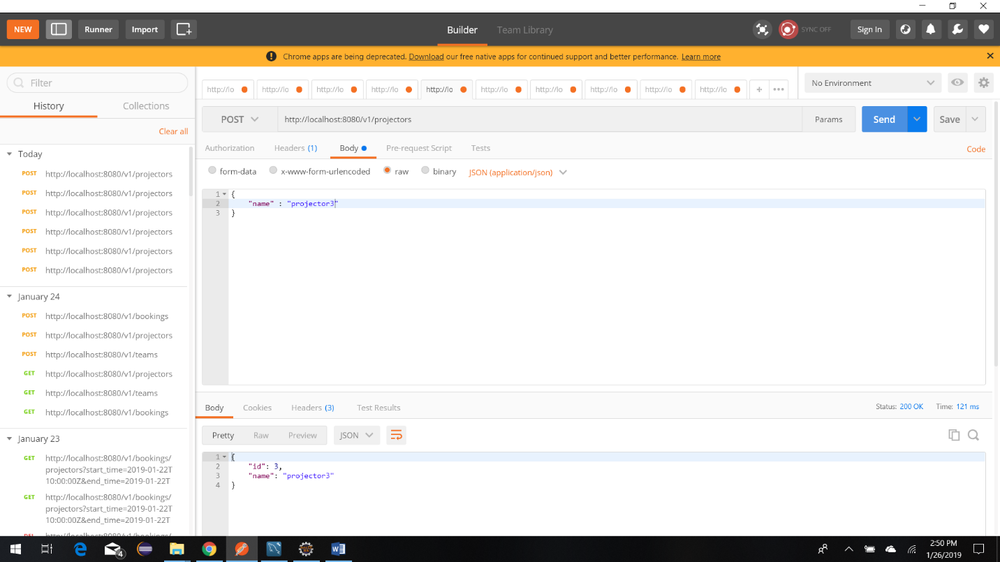 NEW
Runner
Import
Builder
Team Library
SYNC OFF
Sign In
Chrome apps are being deprecated. Download our free native apps for continued support and better performance. Learn more
Filter
History
Collections
Clear all
Today
POST http://localhost:8080/v1/projectors
POST http://localhost:8080/v1/projectors
POST http://localhost:8080/v1/projectors
POST http://localhost:8080/v1/projectors
POST http://localhost:8080/v1/projectors
POST http://localhost:8080/v1/projectors
January 24
POST http://localhost:8080/v1/bookings
POST http://localhost:8080/v1/projectors
POST http://localhost:8080/v1/teams
GET http://localhost:8080/v1/projectors
GET http://localhost:8080/v1/teams
GET http://localhost:8080/v1/bookings
January 23
GET http://localhost:8080/v1/bookings/
projectors?start_time=2019-01-22T
10:00:00Z&end_time=2019-01-22T
GET http://localhost:8080/v1/bookings/
projectors?start_time=2019-01-22T
10:00:00Z&end_time=2019-01-22T
DEL http://localhost:8080/v1/bookings/
http://lo http://lo http://lo http://lo http://lo http://lo http://lo http://lo http://lo http://lo
No Environment
POST
http://localhost:8080/v1/projectors
Params
Send
Save
Authorization
Headers (1)
Body
Pre-request Script
Tests
Code
form-data
x-www-form-urlencoded
raw
binary
JSON (application/json)
1 {
2 "name" : "projector3"
3 }
Body
Cookies
Headers (3)
Test Results
Status: 200 OK
Time: 121 ms
Pretty
Raw
Preview
JSON
1 {
2 "id": 3,
3 "name": "projector3"
4 }
4
2:50 PM
1/26/2019